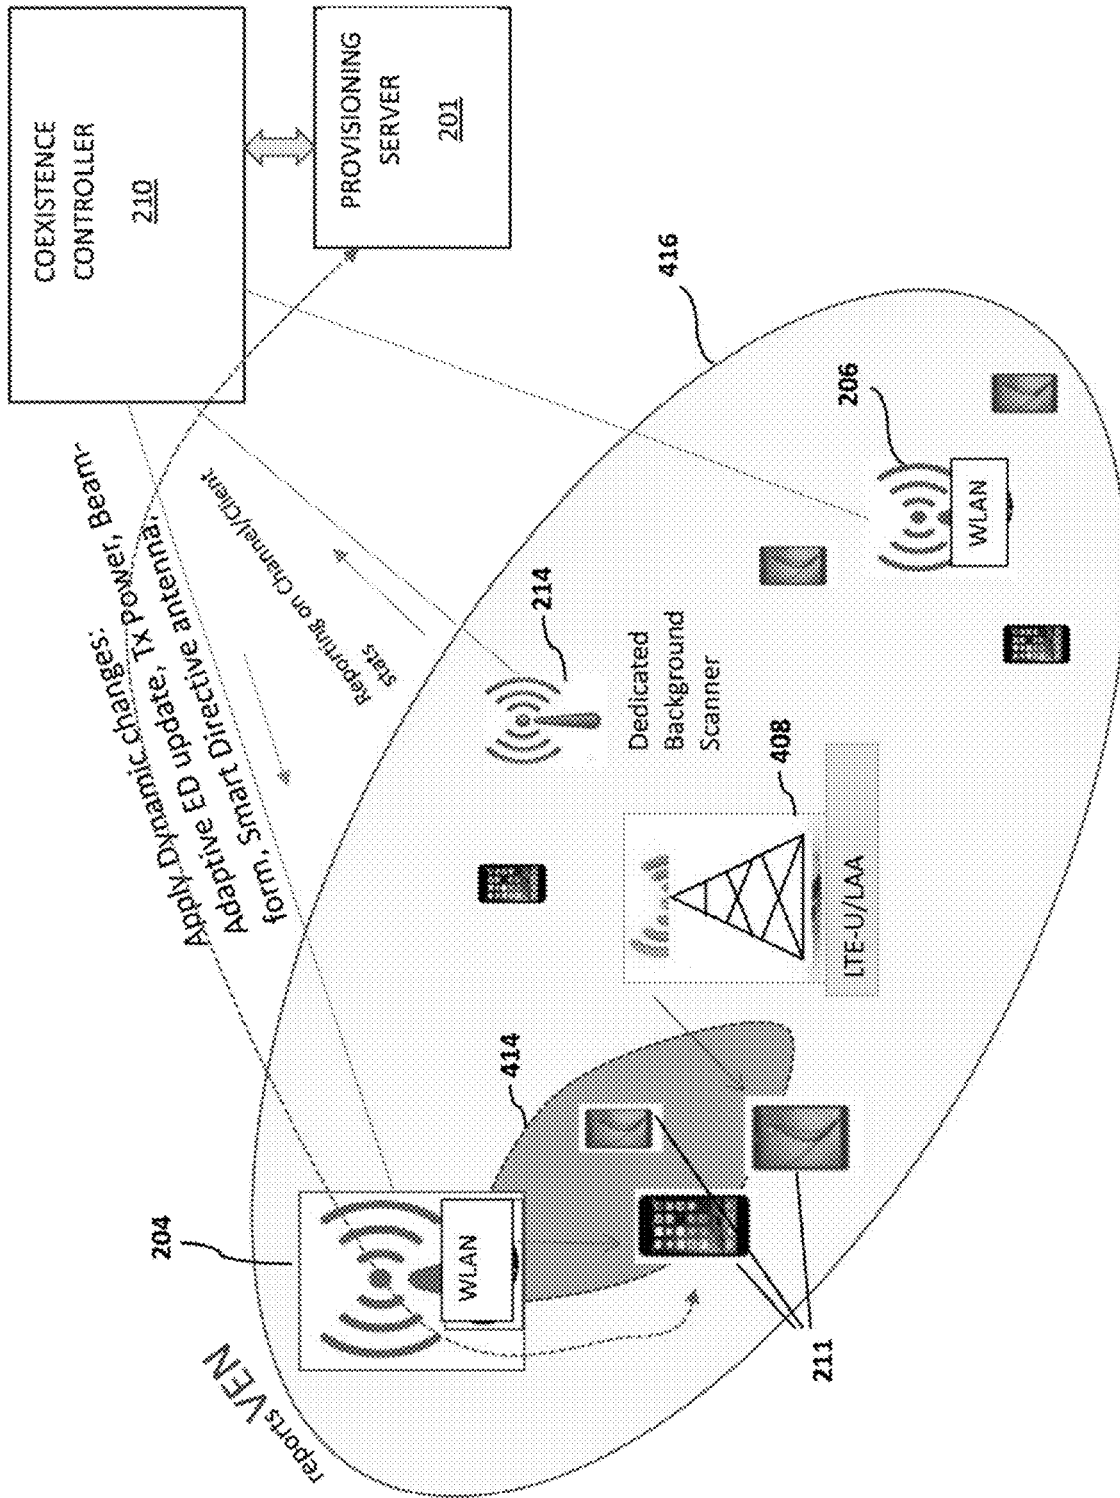 COEXISTENCE
CONTROLLER
210
PROVISIONING
SERVER
201
Apply Dynamic changes:
Adaptive ED update, Tx Power, Beam-
Adaptive antenna,
form, Smart Directive
Reporting on Channel/Client
stats
reports VEN
204
WLAN
414
211
214
Dedicated
Background
Scanner
408
LTE-U/LAA
416
206
WLAN